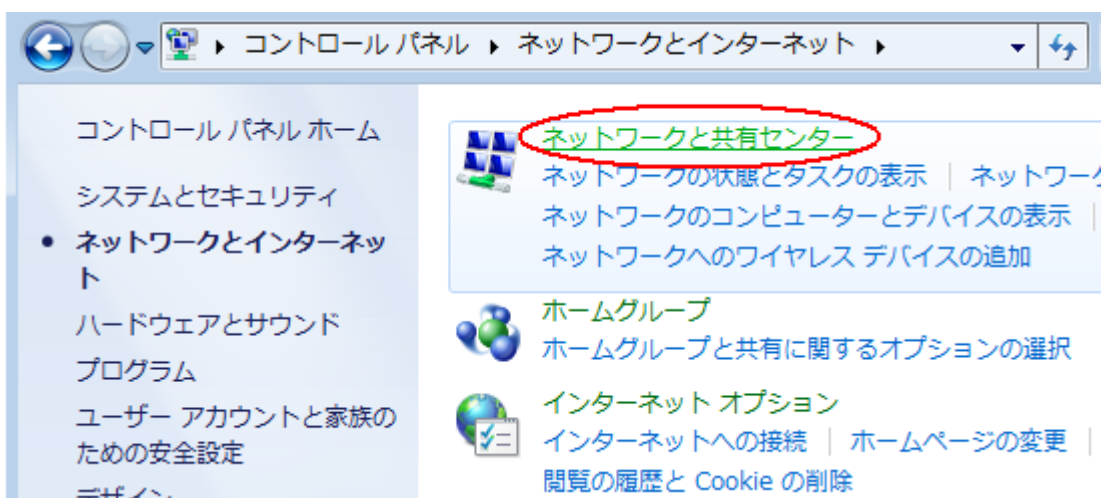 コントロール パネル ▸ ネットワークとインターネット ▸
コントロール パネル ホーム
システムとセキュリティ
ネットワークとインターネッ
ト
ハードウェアとサウンド
プログラム
ユーザー アカウントと家族の
ための安全設定
デザイン
ネットワークと共有センター
ネットワークの状態とタスクの表示 | ネットワーク
ネットワークのコンピューターとデバイスの表示 |
ネットワークへのワイヤレス デバイスの追加
ホームグループ
ホームグループと共有に関するオプションの選択
インターネット オプション
インターネットへの接続 | ホームページの変更 |
閲覧の履歴と Cookie の削除